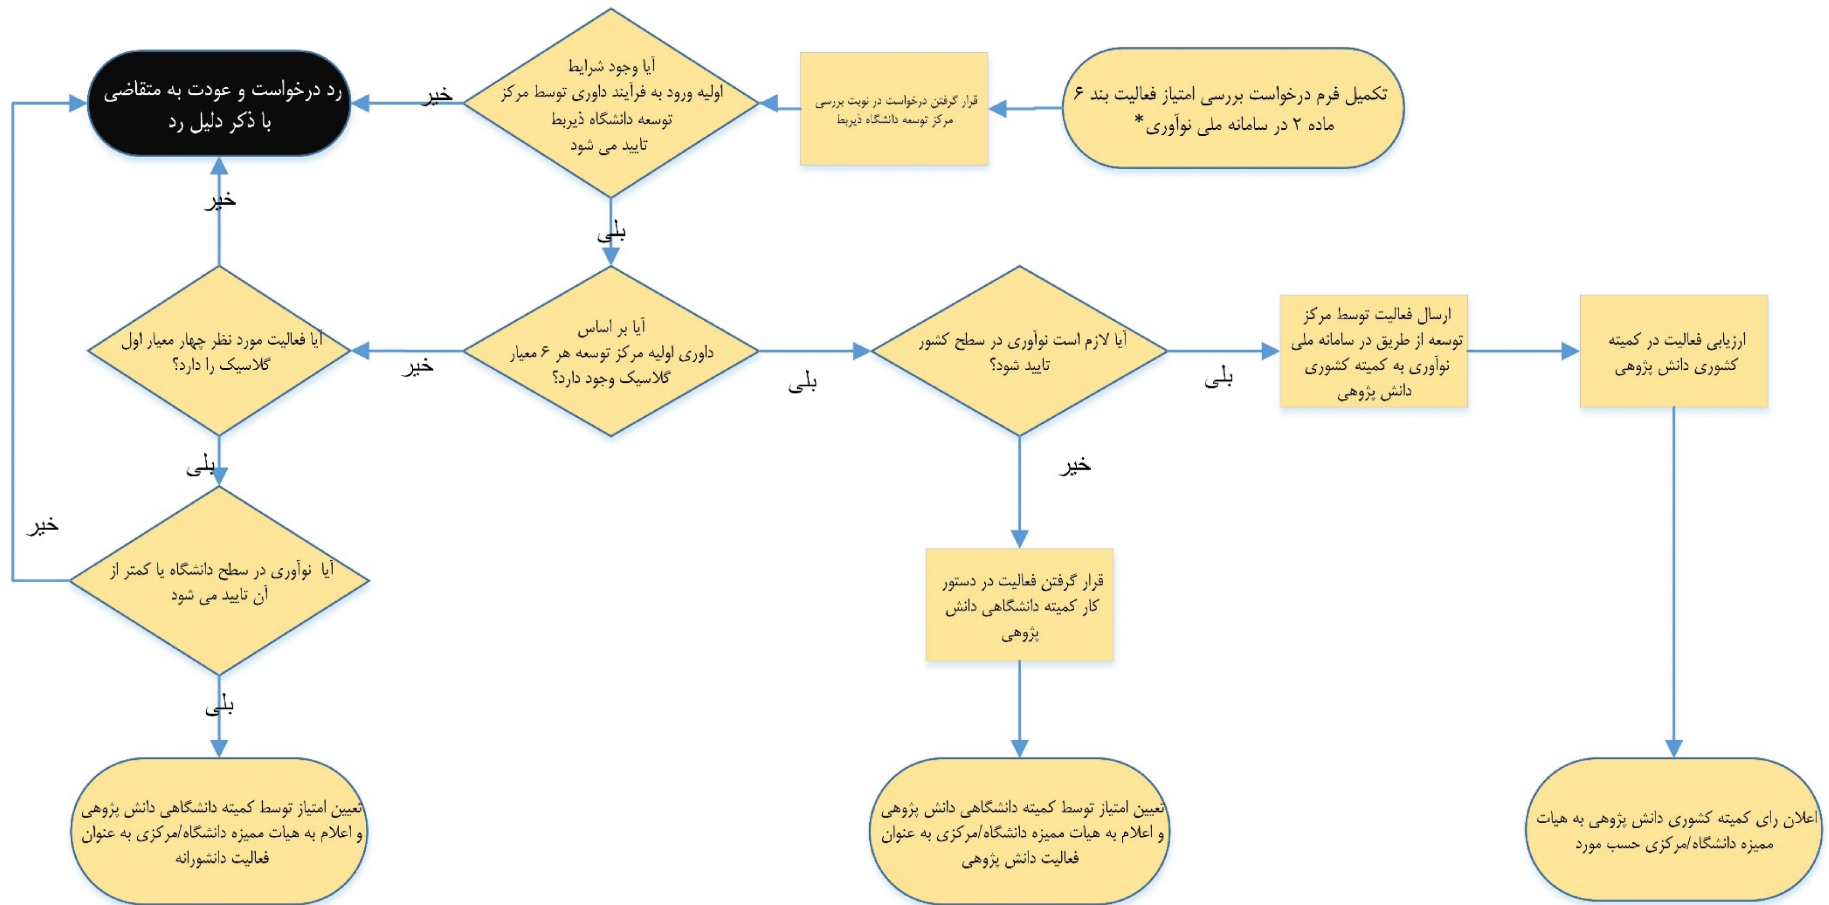 تکمیل فرم درخواست بررسی امتیاز فعالیت بند ۶
ماده ۲ در سامانه ملی نوآوری*
قرار گرفتن درخواست در نوبت بررسی
مرکز توسعه دانشگاه ذیربط
آیا وجود شرایط
اولیه ورود به فرآیند داوری توسط مرکز
توسعه دانشگاه ذیربط
تایید می شود
خیر
رد درخواست و عودت به متقاضی
با ذکر دلیل رد
خیر
بلی
آیا بر اساس
داوری اولیه مرکز توسعه هر ۶ معیار
گلاسیک وجود دارد؟
خیر
آیا فعالیت مورد نظر چهار معیار اول
گلاسیک را دارد؟
بلی
آیا لازم است نوآوری در سطح کشور
تایید شود؟
بلی
ارسال فعالیت توسط مرکز
توسعه از طریق در سامانه ملی
نوآوری به کمیته کشوری
دانش پژوهی
ارزیابی فعالیت در کمیته
کشوری دانش پژوهی
بلی
خیر
خیر
آیا نوآوری در سطح دانشگاه یا کمتر از
آن تایید می شود
قرار گرفتن فعالیت در دستور
کار کمیته دانشگاهی دانش
پژوهی
بلی
تعیین امتیاز توسط کمیته دانشگاهی دانش پژوهی
و اعلام به هیات ممیزه دانشگاه/مرکزی به عنوان
فعالیت دانشورانه
تعیین امتیاز توسط کمیته دانشگاهی دانش پژوهی
و اعلام به هیات ممیزه دانشگاه/مرکزی به عنوان
فعالیت دانش پژوهی
اعلان رای کمیته کشوری دانش پژوهی به هیات
ممیزه دانشگاه/مرکزی حسب مورد